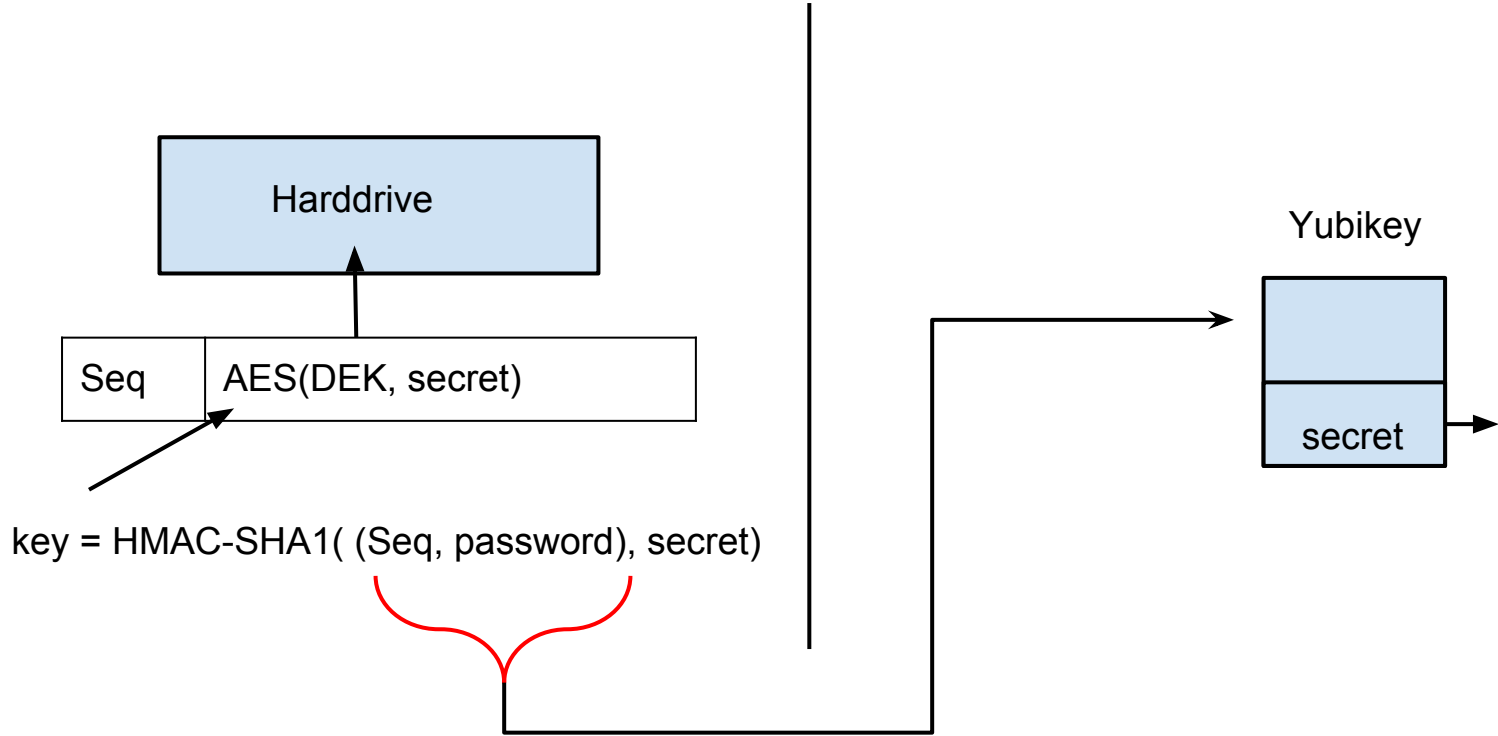 Harddrive
Yubikey
Seq
AES(DEK, secret)
secret
key = HMAC-SHA1( (Seq, password), secret)